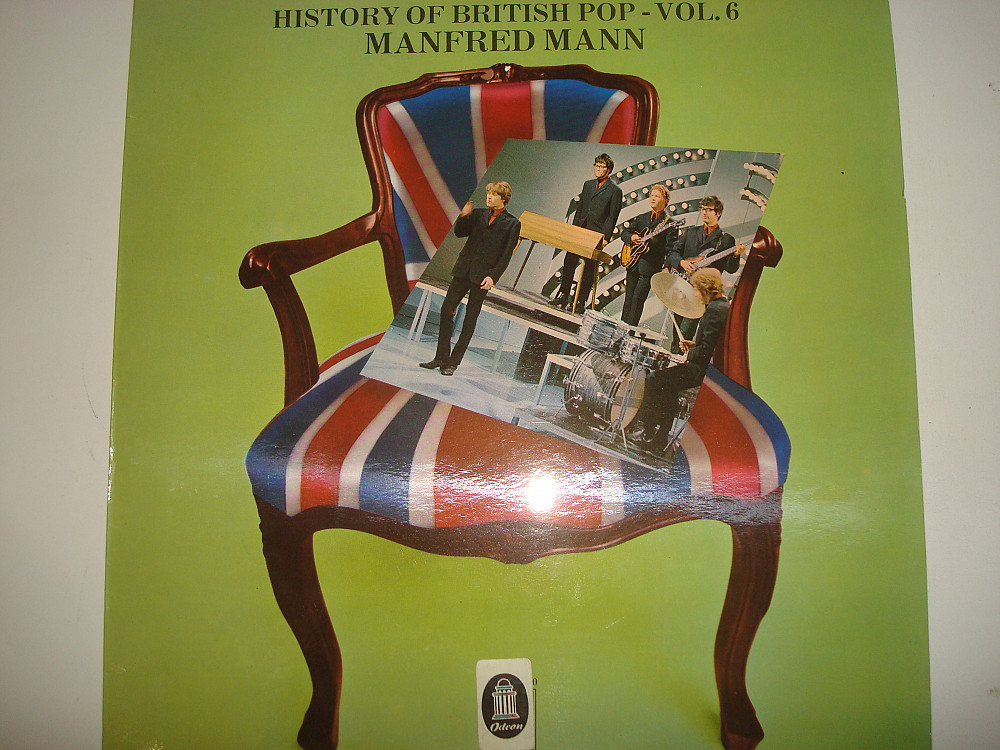 HISTORY OF BRITISH POP - VOL. 6
MANFRED MANN
Odeon